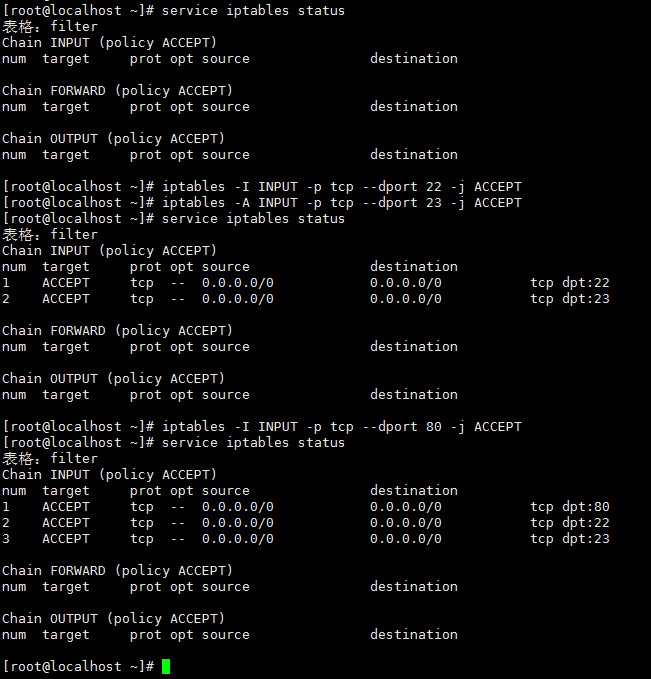 [root@localhost ~]# service iptables status
表格：filter
Chain INPUT (policy ACCEPT)
num  target     prot opt source               destination

Chain FORWARD (policy ACCEPT)
num  target     prot opt source               destination

Chain OUTPUT (policy ACCEPT)
num  target     prot opt source               destination

[root@localhost ~]# iptables -I INPUT -p tcp --dport 22 -j ACCEPT
[root@localhost ~]# iptables -A INPUT -p tcp --dport 23 -j ACCEPT
[root@localhost ~]# service iptables status
表格：filter
Chain INPUT (policy ACCEPT)
num  target     prot opt source               destination
1    ACCEPT     tcp  --  0.0.0.0/0            0.0.0.0/0           tcp dpt:22
2    ACCEPT     tcp  --  0.0.0.0/0            0.0.0.0/0           tcp dpt:23

Chain FORWARD (policy ACCEPT)
num  target     prot opt source               destination

Chain OUTPUT (policy ACCEPT)
num  target     prot opt source               destination

[root@localhost ~]# iptables -I INPUT -p tcp --dport 80 -j ACCEPT
[root@localhost ~]# service iptables status
表格：filter
Chain INPUT (policy ACCEPT)
num  target     prot opt source               destination
1    ACCEPT     tcp  --  0.0.0.0/0            0.0.0.0/0           tcp dpt:80
2    ACCEPT     tcp  --  0.0.0.0/0            0.0.0.0/0           tcp dpt:22
3    ACCEPT     tcp  --  0.0.0.0/0            0.0.0.0/0           tcp dpt:23

Chain FORWARD (policy ACCEPT)
num  target     prot opt source               destination

Chain OUTPUT (policy ACCEPT)
num  target     prot opt source               destination

[root@localhost ~]#